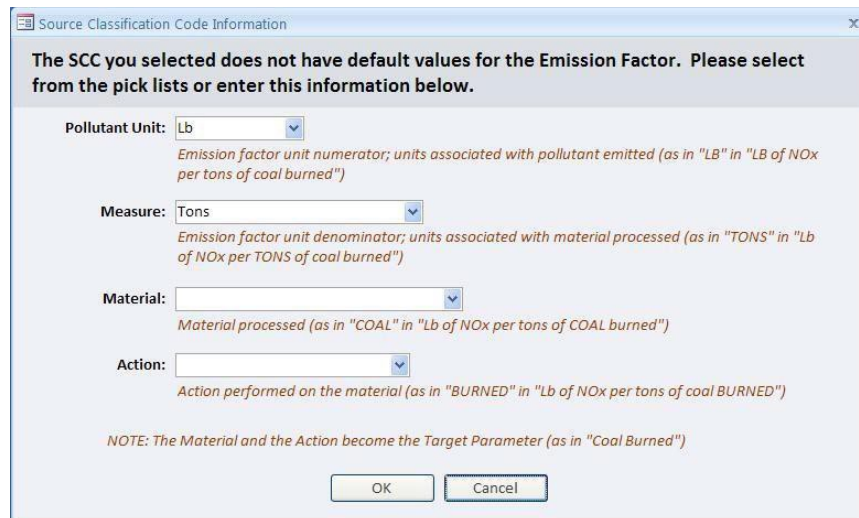 Source Classification Code Information
x
The SCC you selected does not have default values for the Emission Factor. Please select
from the pick lists or enter this information below.
Pollutant Unit: Lb
Emission factor unit numerator; units associated with pollutant emitted (as in "LB" in "LB of NOx
per tons of coal burned")
Measure: Tons
Emission factor unit denominator; units associated with material processed (as in "TONS" in "Lb
of NOx per TONS of coal burned")
Material:
Material processed (as in "COAL" in "Lb of NOx per tons of COAL burned")
Action:
Action performed on the material (as in "BURNED" in "Lb of NOx per tons of coal BURNED")
NOTE: The Material and the Action become the Target Parameter (as in "Coal Burned")
OK Cancel